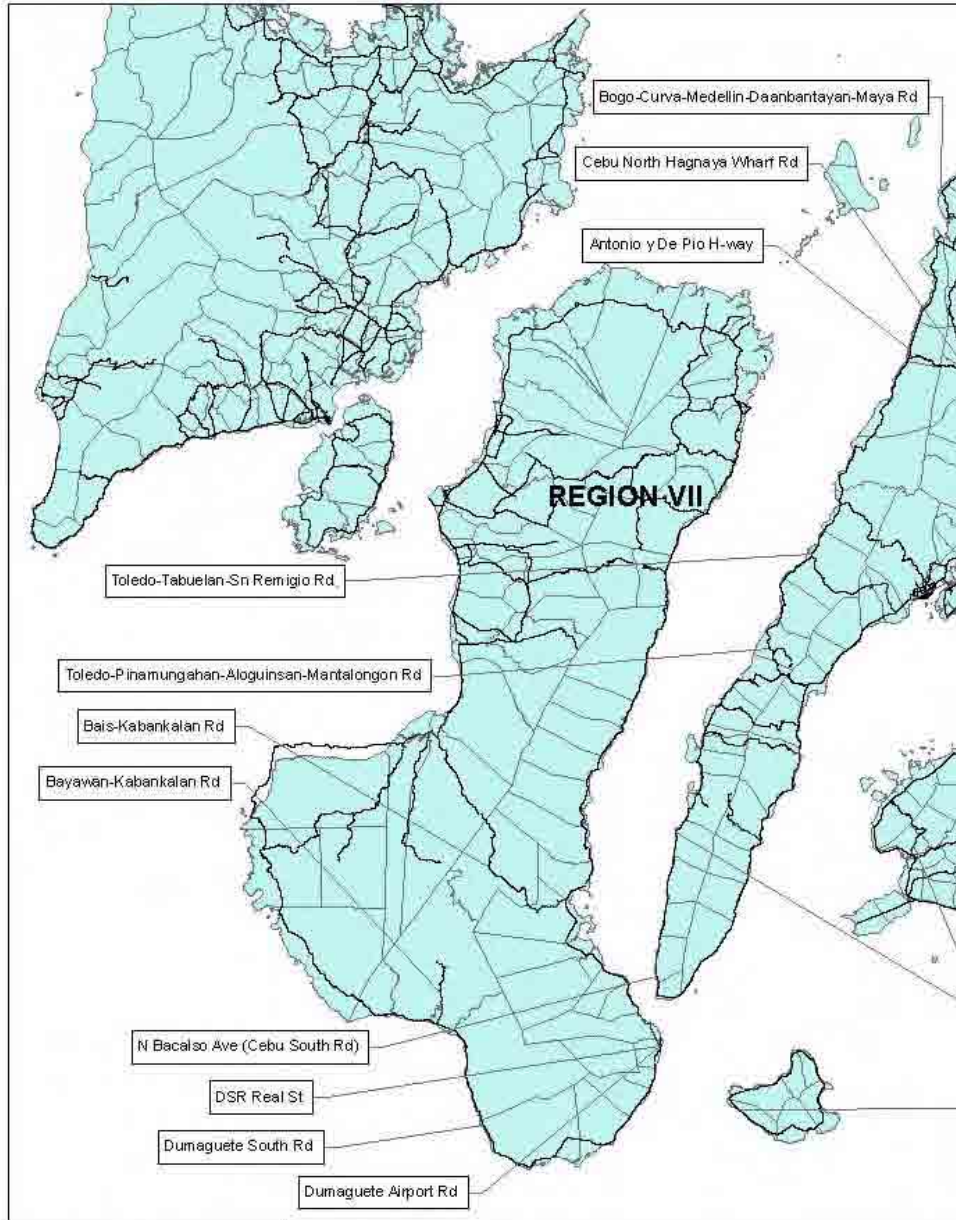 Bogo-Curva-Medellin-Daanbantayan-Maya Rd
Cebu North Hagnaya Wharf Rd
Antonio y De Pio H-way
REGION VII
Toledo-Tabuelan-Sn Remigio Rd
Toledo-Pinamungahan-Aloguinsan-Mantalongon Rd
Bais-Kabankalan Rd
Bayawan-Kabankalan Rd
N Bacalso Ave (Cebu South Rd)
DSR Real St
Dumaguete South Rd
Dumaguete Airport Rd